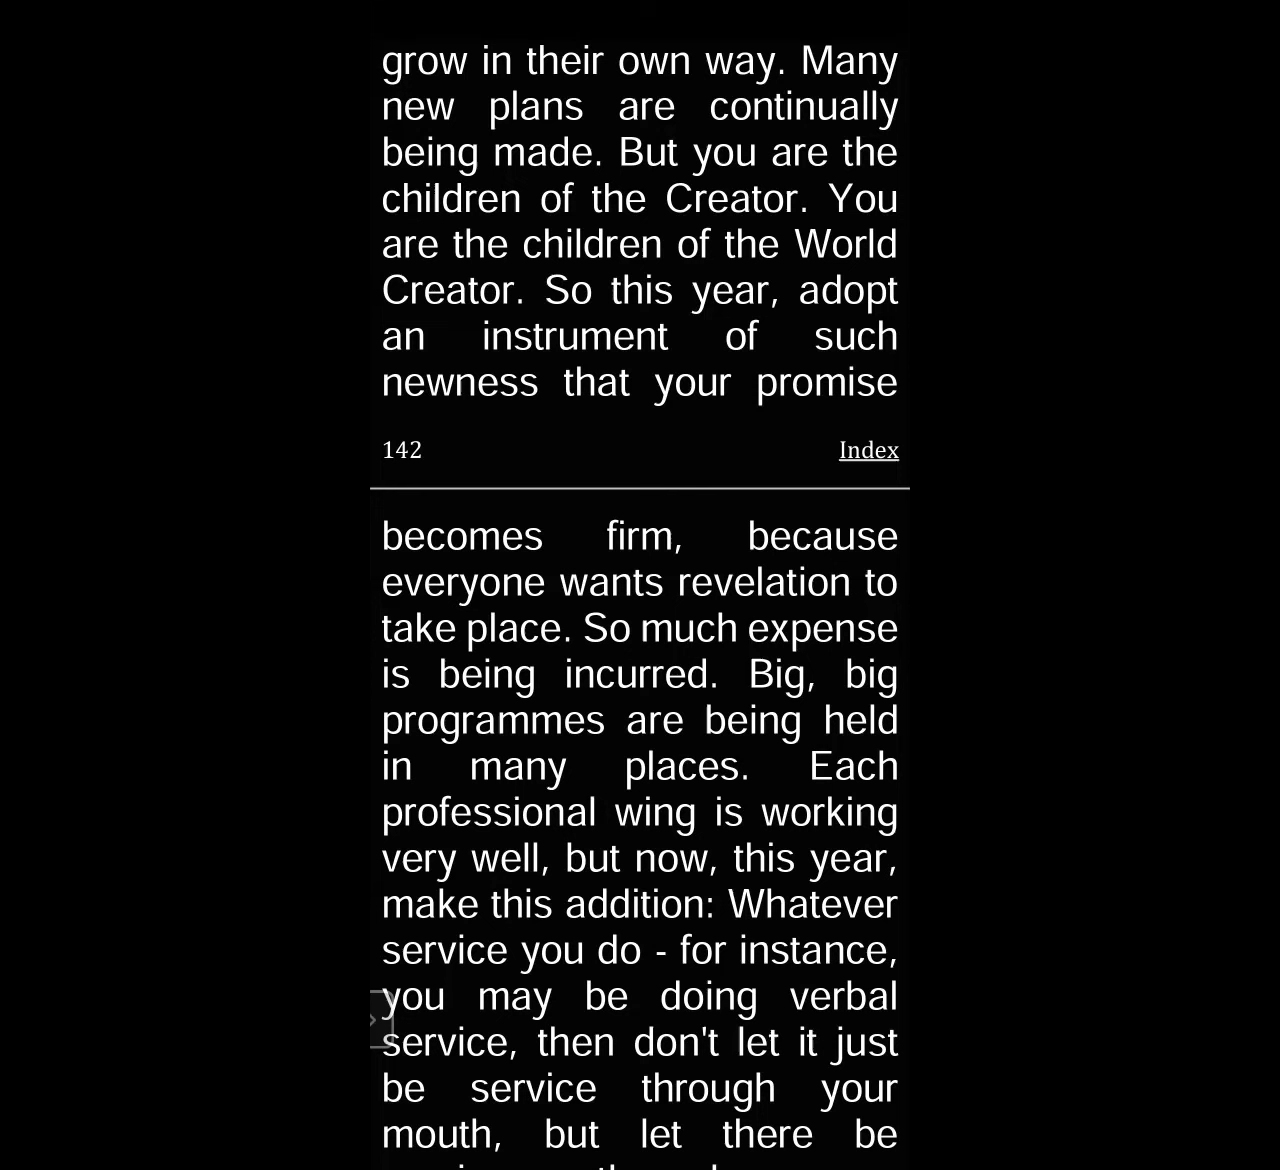 grow in their own way. Many
new plans are continually
being made. But you are the
children of the Creator. You
are the children of the World
Creator. So this year, adopt
an instrument of such
newness that your promise
142 Index
becomes firm, because
everyone wants revelation to
take place. So much expense
is being incurred. Big, big
programmes are being held
in many places. Each
professional wing is working
very well, but now, this year,
make this addition: Whatever
service you do - for instance,
you may be doing verbal
service, then don't let it just
be service through your
mouth, but let there be